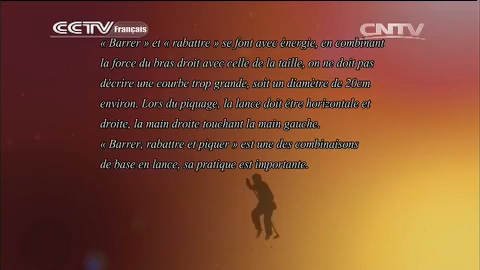 CCTV Français
CNTV
« Barrer » et « rabattre » se font avec énergie, en combinant
la force du bras droit avec celle de la taille, on ne doit pas
décrire une courbe trop grande, soit un diamètre de 20cm
environ. Lors du piquage, la lance doit être horizontale et
droite, la main droite touchant la main gauche.
« Barrer, rabattre et piquer » est une des combinaisons
de base en lance, sa pratique est importante.